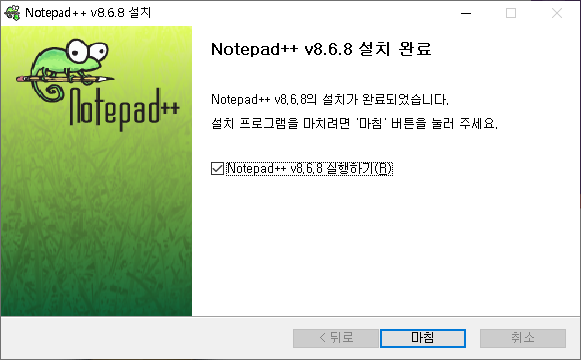 Notepad++ v8.6.8 설치
Notepad++
Notepad++ v8.6.8 설치 완료
Notepad++ v8.6.8의 설치가 완료되었습니다.
설치 프로그램을 마치려면 '마침' 버튼을 눌러 주세요.
Notepad++ v8.6.8 실행하기(R)
< 뒤로
마침
취소